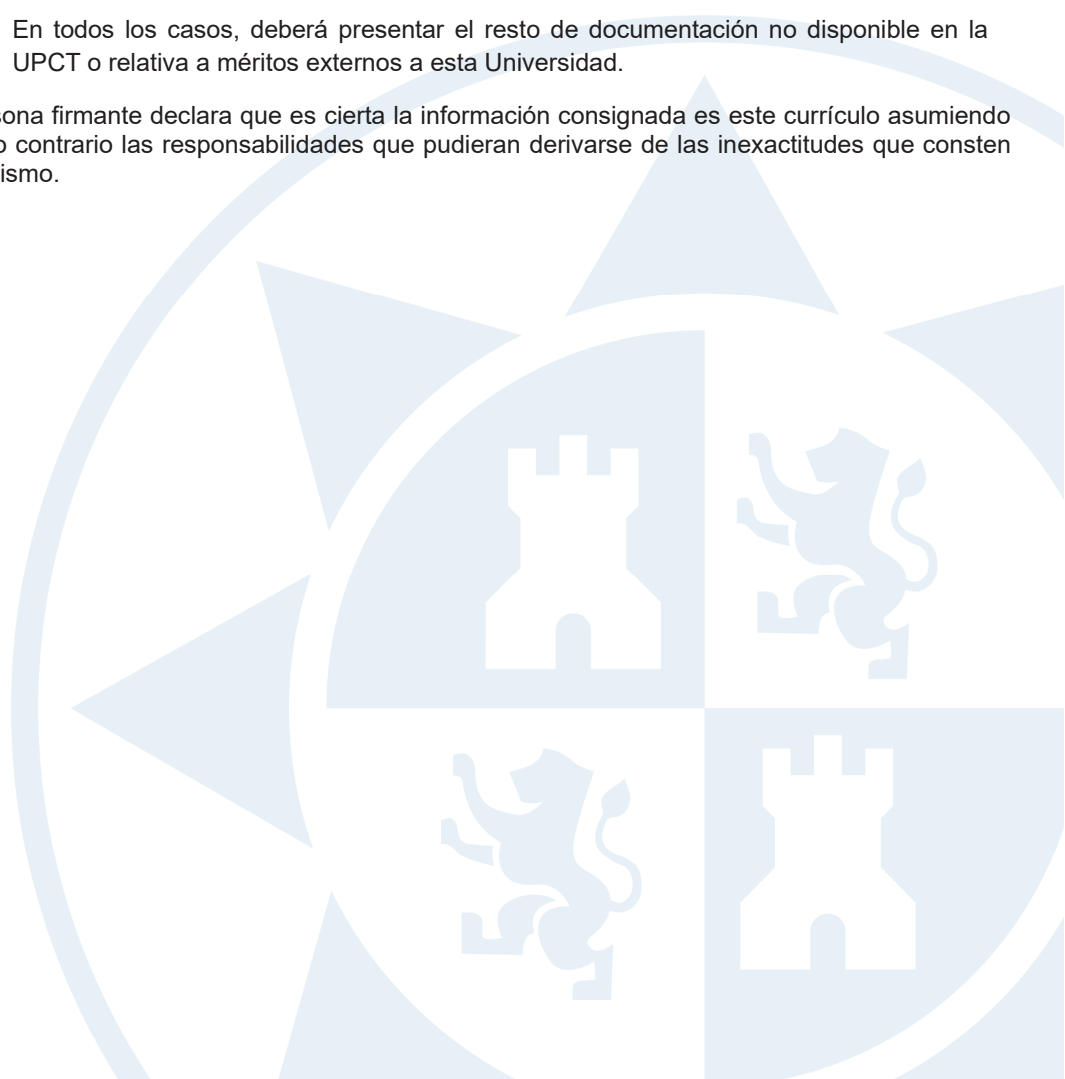 En todos los casos, deberá presentar el resto de documentación no disponible en la
UPCT o relativa a méritos externos a esta Universidad.
sona firmante declara que es cierta la información consignada es este currículo asumiendo
o contrario las responsabilidades que pudieran derivarse de las inexactitudes que consten
ismo.